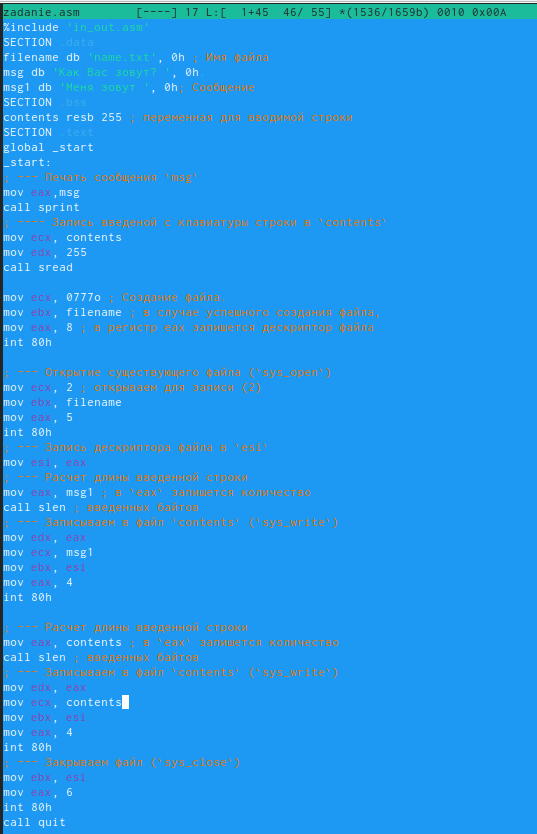 zadanie.asm [----] 17 L:[ 1+45 46/ 55] *(1536/1659b) 0010 0x00A
%include 'in_out.asm'
SECTION .data
filename db 'name.txt', 0h ; Имя файла
msg db 'Как Вас зовут? ', 0h
msg1 db 'Меня зовут ', 0h; Сообщение
SECTION .bss
contents resb 255 ; переменная для вводимой строки
SECTION .text
global _start
_start:
; --- Печать сообщения 'msg'
mov eax,msg
call sprint
; ---- Запись введеной с клавиатуры строки в 'contents'
mov ecx, contents
mov edx, 255
call sread
mov ecx, 0777o ; Создание файла
mov ebx, filename ; в случае успешного создания файла,
mov eax, 8 ; в регистр eax запишется дескриптор файла
int 80h
; --- Открытие существующего файла ('sys_open')
mov ecx, 2 ; открываем для записи (2)
mov ebx, filename
mov eax, 5
int 80h
; --- Запись дескриптора файла в 'esi'
mov esi, eax
; --- Расчет длины введенной строки
mov eax, msg1 ; в 'eax' запишется количество
call slen ; введенных байтов
; --- Записываем в файл 'contents' ('sys_write')
mov edx, eax
mov ecx, msg1
mov ebx, esi
mov eax, 4
int 80h
; --- Расчет длины введенной строки
mov eax, contents ; в 'eax' запишется количество
call slen ; введенных байтов
; --- Записываем в файл 'contents' ('sys_write')
mov edx, eax
mov ecx, contents
mov ebx, esi
mov eax, 4
int 80h
; --- Закрываем файл ('sys_close')
mov ebx, esi
mov eax, 6
int 80h
call quit